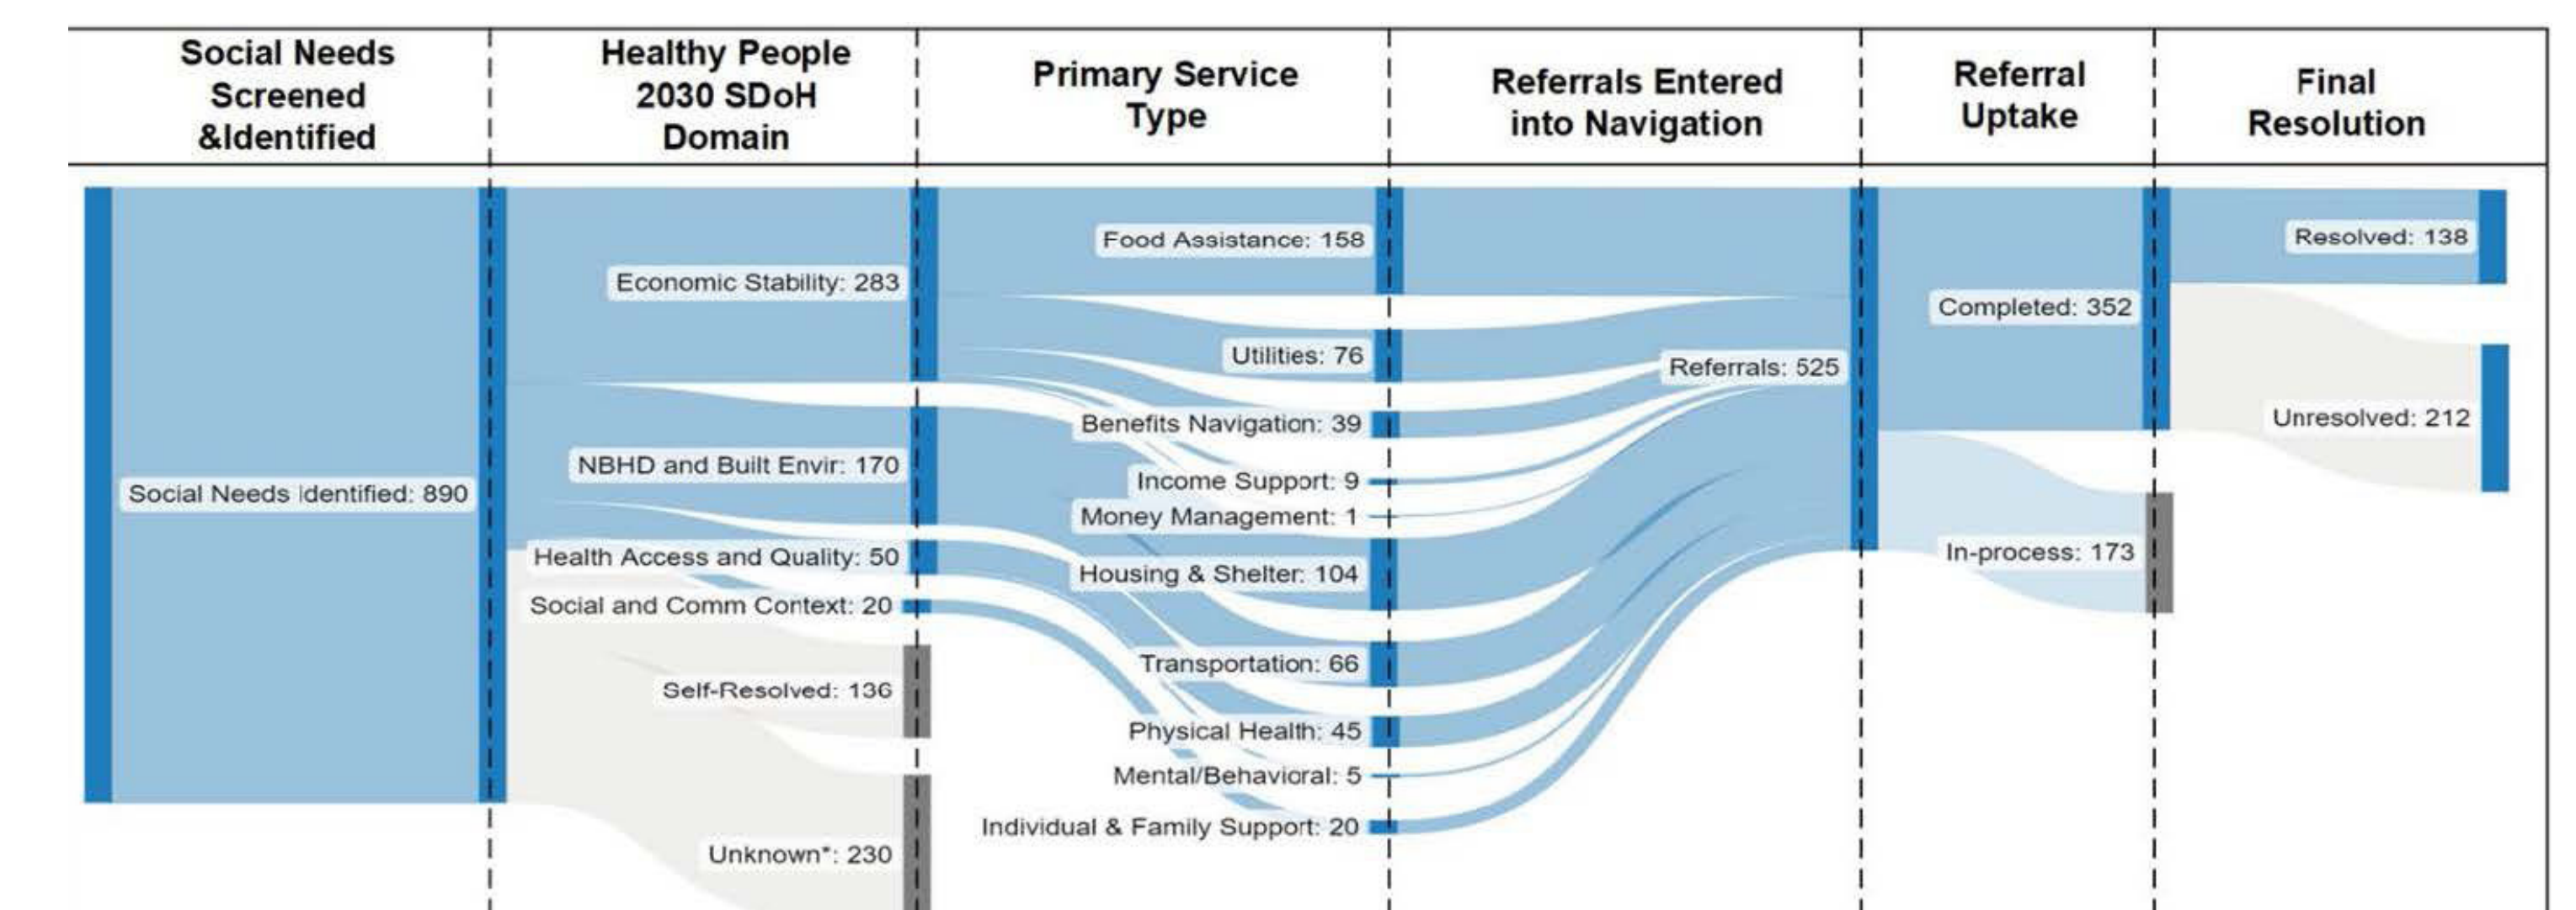 Social Needs
Screened
&Identified
Healthy People
2030 SDoH
Domain
Primary Service
Type
Referrals Entered
into Navigation
Referral
Uptake
Final
Resolution
Social Needs Identified: 890
Economic Stability: 283
NBHD and Built Envir: 170
Health Access and Quality: 50
Social and Comm Context: 20
Self-Resolved: 136
Unknown*: 230
Food Assistance: 158
Utilities: 76
Benefits Navigation: 39
Income Support: 9
Money Management: 1
Housing & Shelter: 104
Transportation: 66
Physical Health: 45
Mental/Behavioral: 5
Individual & Family Support: 20
Referrals: 525
Completed: 352
In-process: 173
Resolved: 138
Unresolved: 212